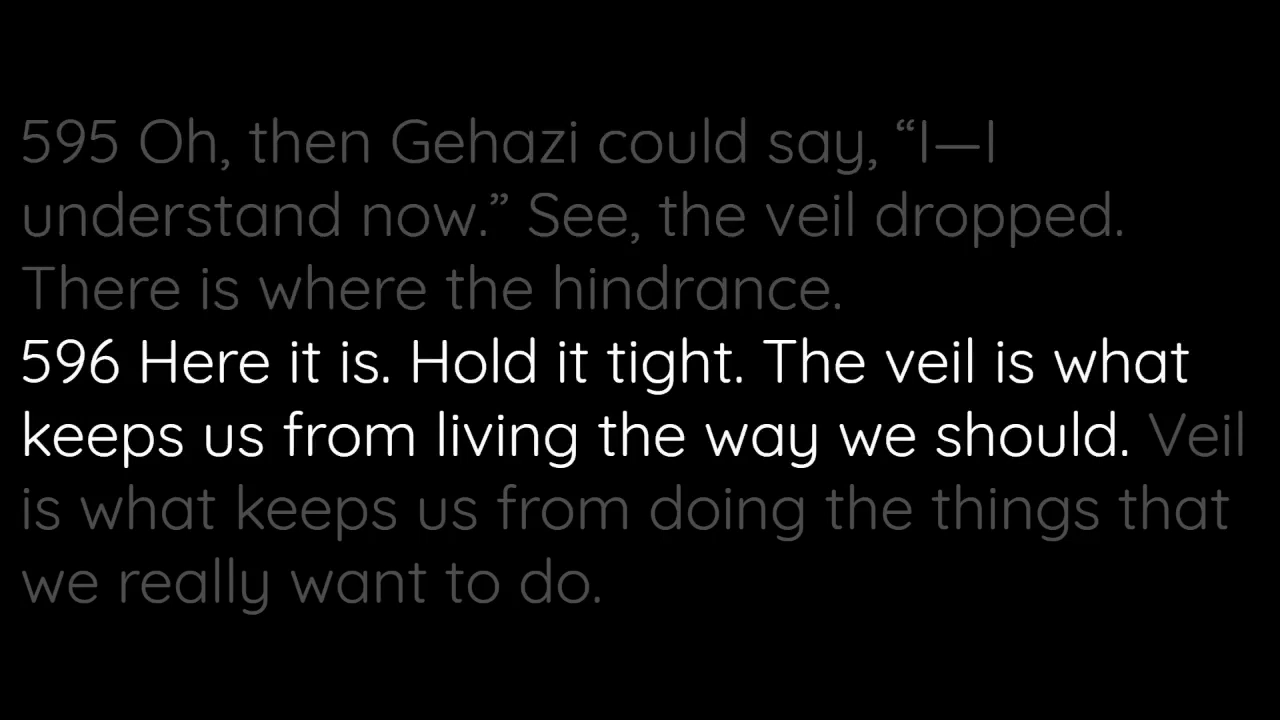 595 Oh, then Gehazi could say, “I—I
understand now.” See, the veil dropped.
There is where the hindrance.
596 Here it is. Hold it tight. The veil is what
keeps us from living the way we should. Veil
is what keeps us from doing the things that
we really want to do.